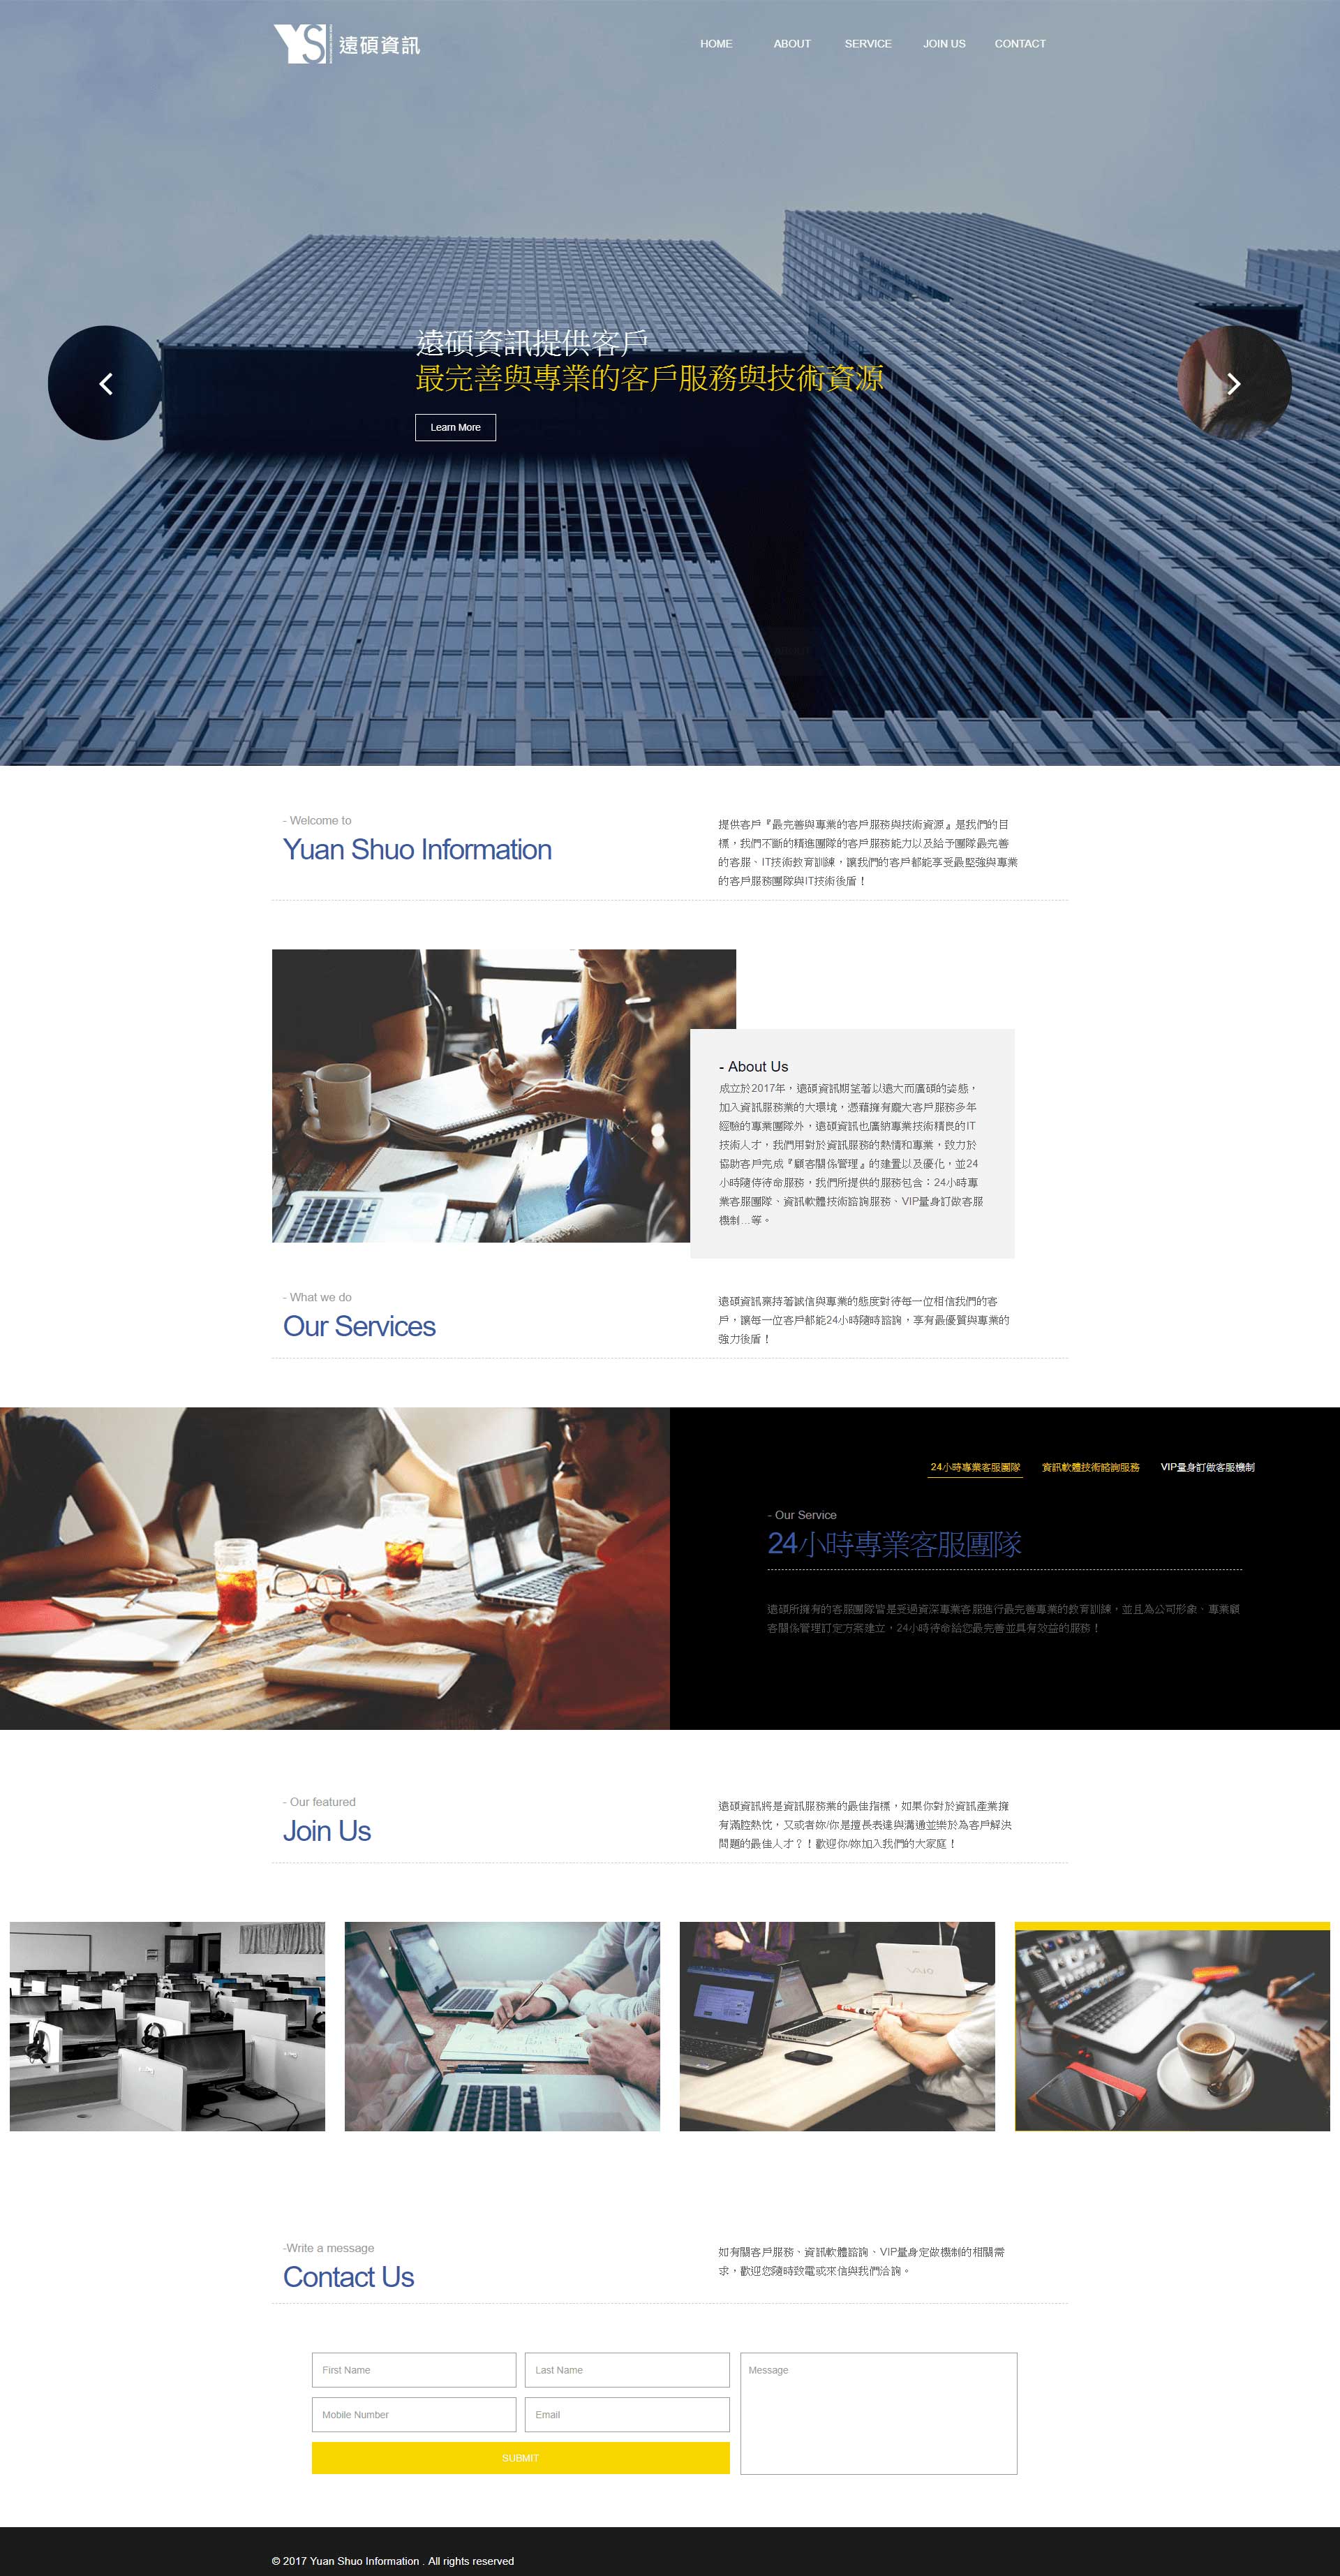 YS 遠碩資訊
HOME ABOUT SERVICE JOIN US CONTACT
遠碩資訊提供客戶
最完善與專業的客戶服務與技術資源
Learn More
- Welcome to
Yuan Shuo Information
提供客戶『最完善與專業的客戶服務與技術資源』是我們的目
標，我們不斷的精進團隊的客戶服務能力以及給予團隊最完善
的客服、IT技術教育訓練，讓我們的客戶都能享受最堅強與專業
的客戶服務團隊與IT技術後盾！
- About Us
成立於2017年，遠碩資訊期望著以遠大而廣碩的姿態，
加入資訊服務業的大環境，憑藉擁有龐大客戶服務多年
經驗的專業團隊外，遠碩資訊也廣納專業技術精良的IT
技術人才，我們用對於資訊服務的熱情和專業，致力於
協助客戶完成『顧客關係管理』的建置以及優化，並24
小時隨侍待命服務，我們所提供的服務包含：24小時專
業客服團隊、資訊軟體技術諮詢服務、VIP量身訂做客服
機制...等。
- What we do
Our Services
遠碩資訊秉持著誠信與專業的態度對待每一位相信我們的客
戶，讓每一位客戶都能24小時隨時諮詢，享有最優質與專業的
強力後盾！
24小時專業客服團隊 資訊軟體技術諮詢服務 VIP量身訂做客服機制
- Our Service
24小時專業客服團隊
遠碩所擁有的客服團隊皆是受過資深專業客服進行最完善專業的教育訓練，並且為公司形象、專業顧
客關係管理訂定方案建立，24小時待命給您最完善並具有效益的服務！
- Our featured
Join Us
遠碩資訊將是資訊服務業的最佳指標，如果你對於資訊產業擁
有滿腔熱忱，又或者妳/你是擅長表達與溝通並樂於為客戶解決
問題的最佳人才？！歡迎你/妳加入我們的大家庭！
VAIO
-Write a message
Contact Us
如有關客戶服務、資訊軟體諮詢、VIP量身定做機制的相關需
求，歡迎您隨時致電或來信與我們洽詢。
First Name Last Name Message
Mobile Number Email
SUBMIT
© 2017 Yuan Shuo Information . All rights reserved